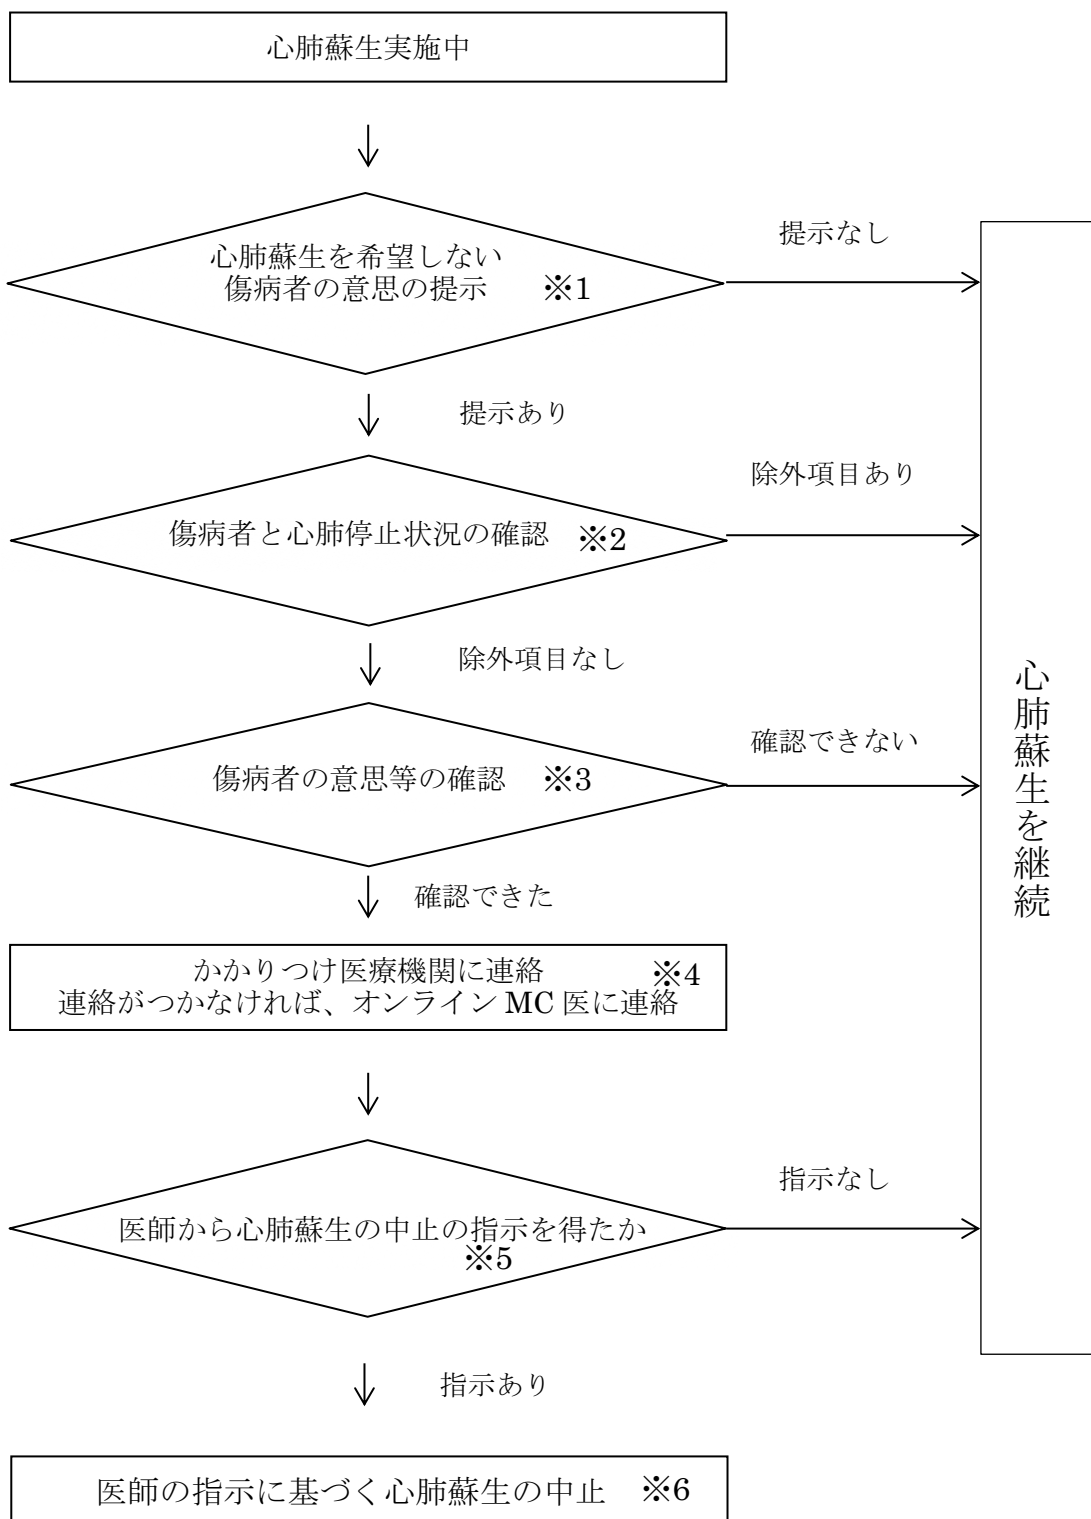 心肺蘇生実施中
心肺蘇生を希望しない
傷病者の意思の提示 ※1
提示なし
提示あり
傷病者と心肺停止状況の確認 ※2
除外項目あり
除外項目なし
傷病者の意思等の確認 ※3
確認できない
確認できた
かかりつけ医療機関に連絡 ※4
連絡がつかなければ、オンライン MC 医に連絡
医師から心肺蘇生の中止の指示を得たか
※5
指示なし
指示あり
医師の指示に基づく心肺蘇生の中止 ※6
心肺蘇生を継続